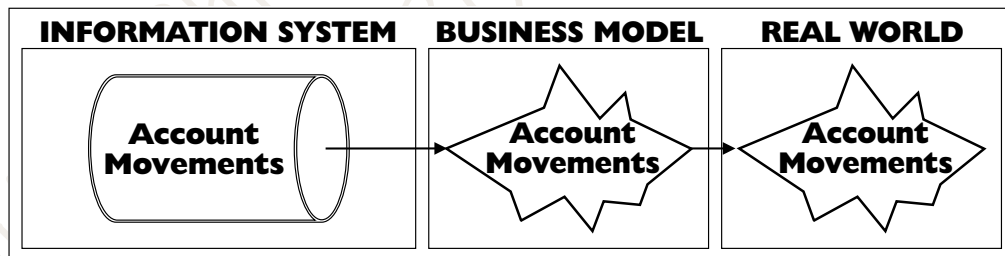 INFORMATION SYSTEM BUSINESS MODEL REAL WORLD
Account
Movements
Account
Movements
Account
Movements